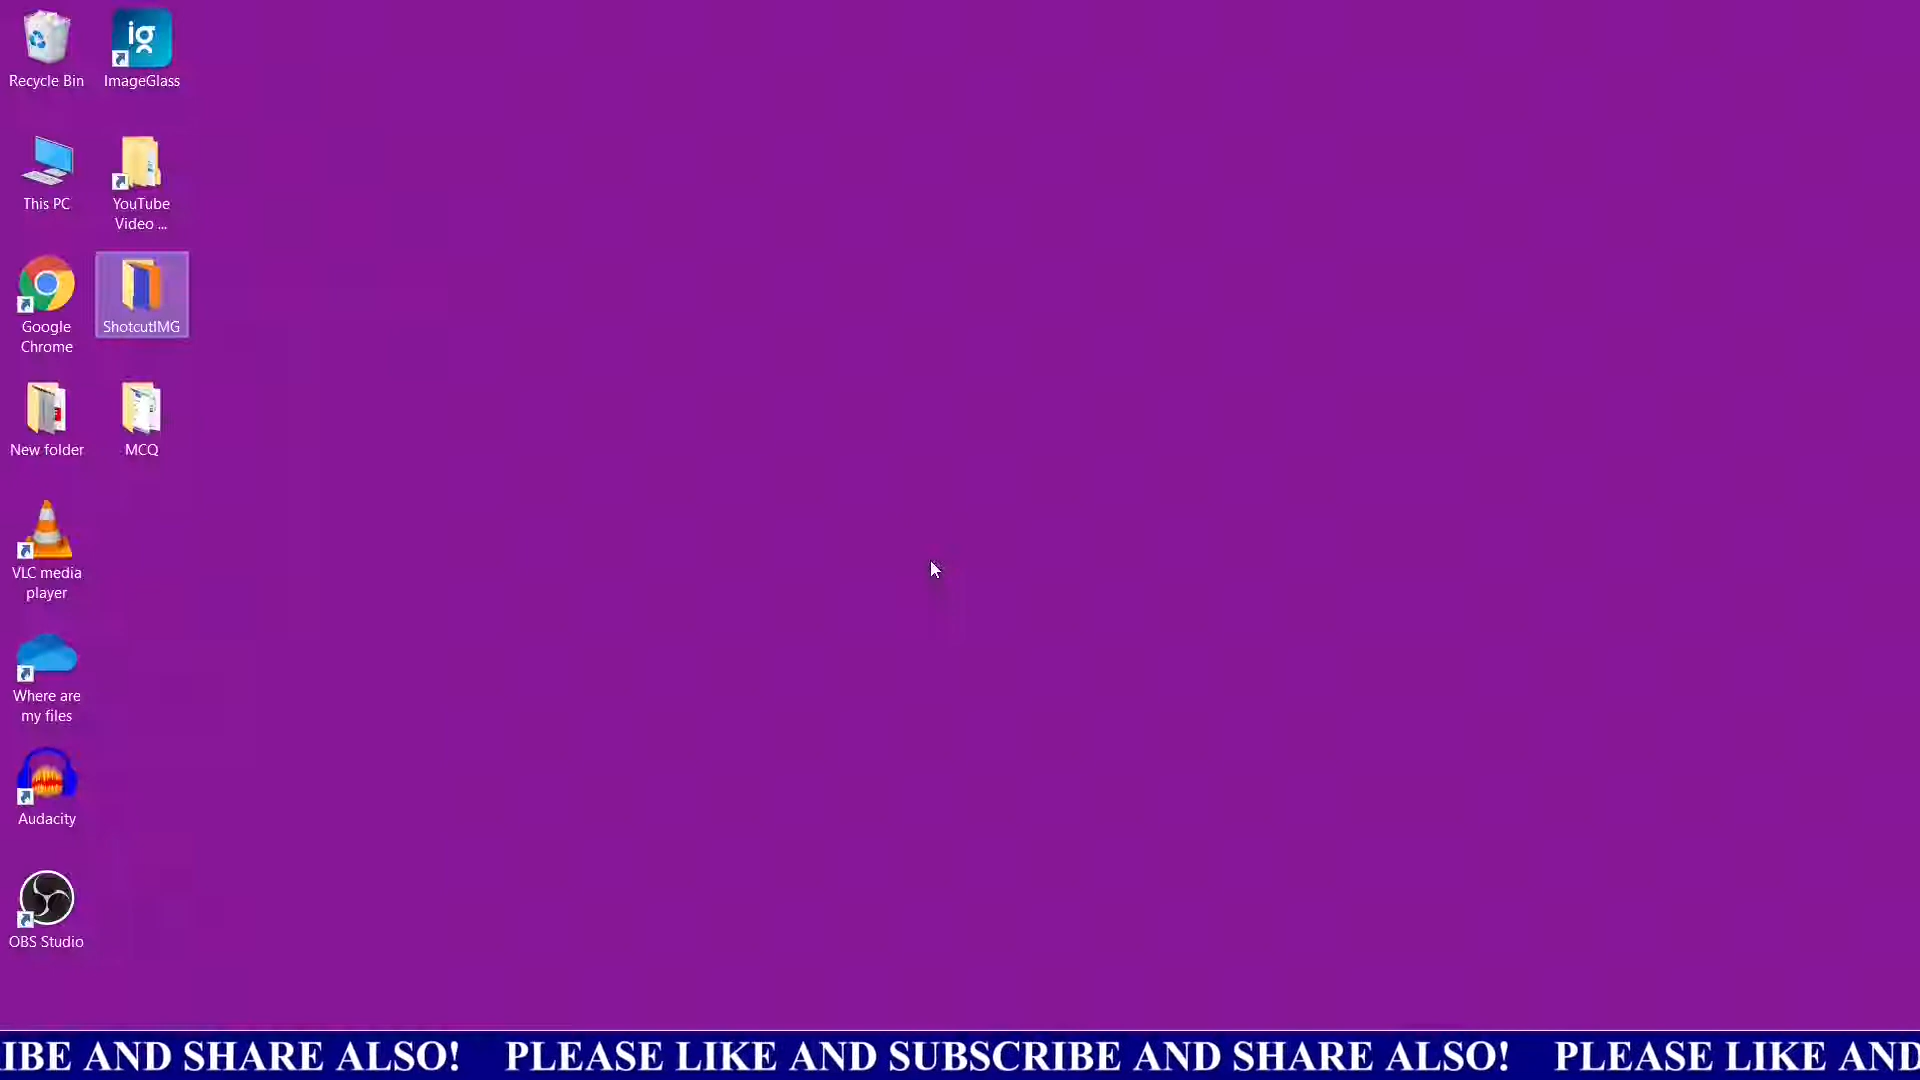 Recycle Bin
ImageGlass
This PC
YouTube
Video ...
Google
Chrome
ShotcutIMG
New folder
MCQ
VLC media
player
Where are
my files
Audacity
OBS Studio
IBE AND SHARE ALSO! PLEASE LIKE AND SUBSCRIBE AND SHARE ALSO! PLEASE LIKE AND